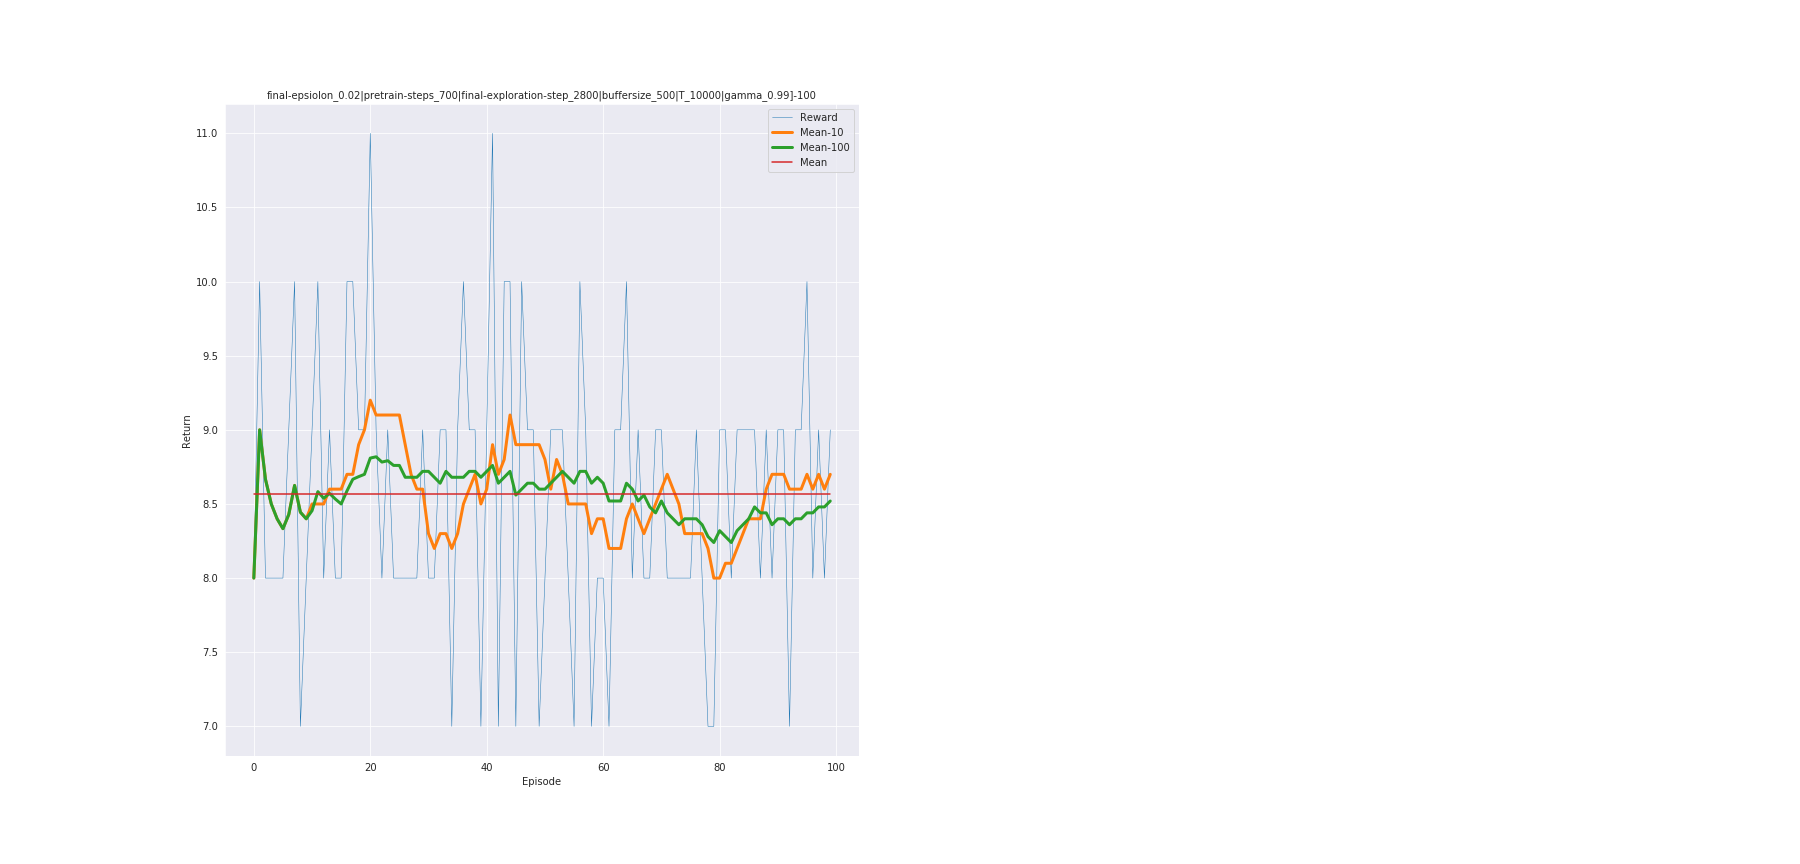 final-epsiolon_0.02|pretrain-steps_700|final-exploration-step_2800|buffersize_500|T_10000|gamma_0.99]-100
Reward
Mean-10
Mean-100
Mean
11.0
10.5
10.0
9.5
9.0
8.5
8.0
7.5
7.0
Return
0 20 40 60 80 100
Episode